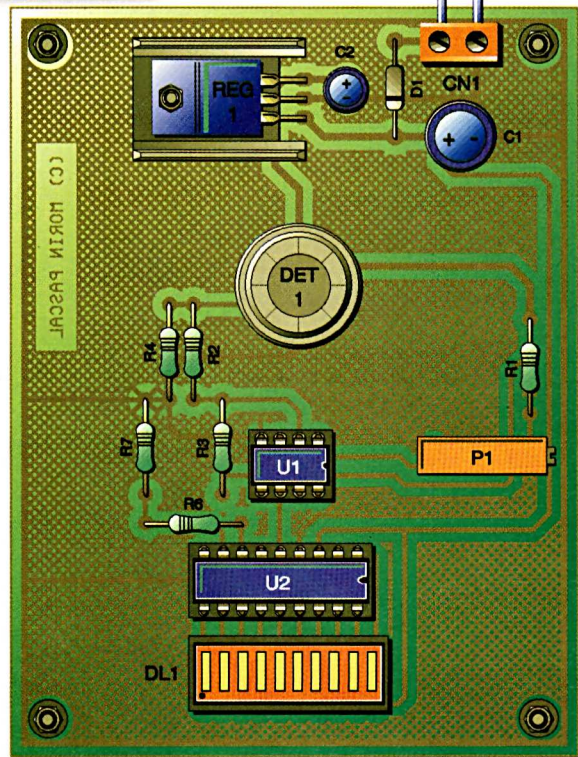 C2
REG
1
D1
CN1
C1
(C) MORIN PASCAL
DET
1
R4
R2
R1
R7
R3
U1
P1
R6
U2
DL1